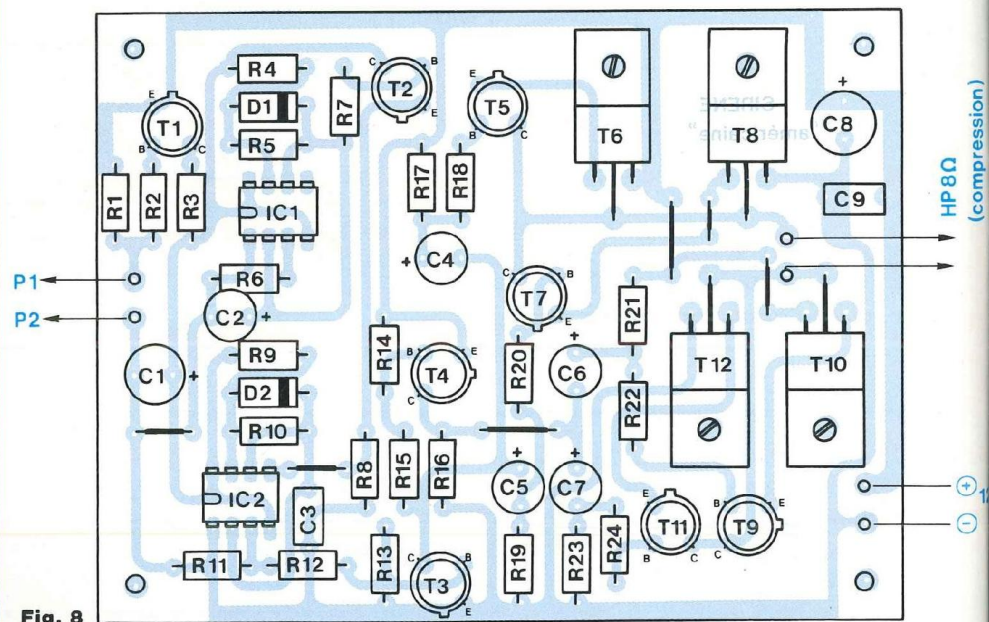 R4
D1
R5
R7
T1
E
B
C
T2
C
B
E
T5
E
B
C
T6
T8
+
C8
R1
R2
R3
IC1
R17
R18
C9
HP 8Ω
(compression)
+
C4
P1
R6
P2
C2
+
T7
C
B
E
R21
C1
+
R9
D2
R10
R14
T4
B
E
C
R20
+
C6
R22
T12
T10
IC2
C3
R8
R15
R16
+
C5
+
C7
T11
E
B
C
T9
B
E
C
+
12
−
R11
R12
R13
T3
C
B
E
R19
R23
R24
Fig. 8